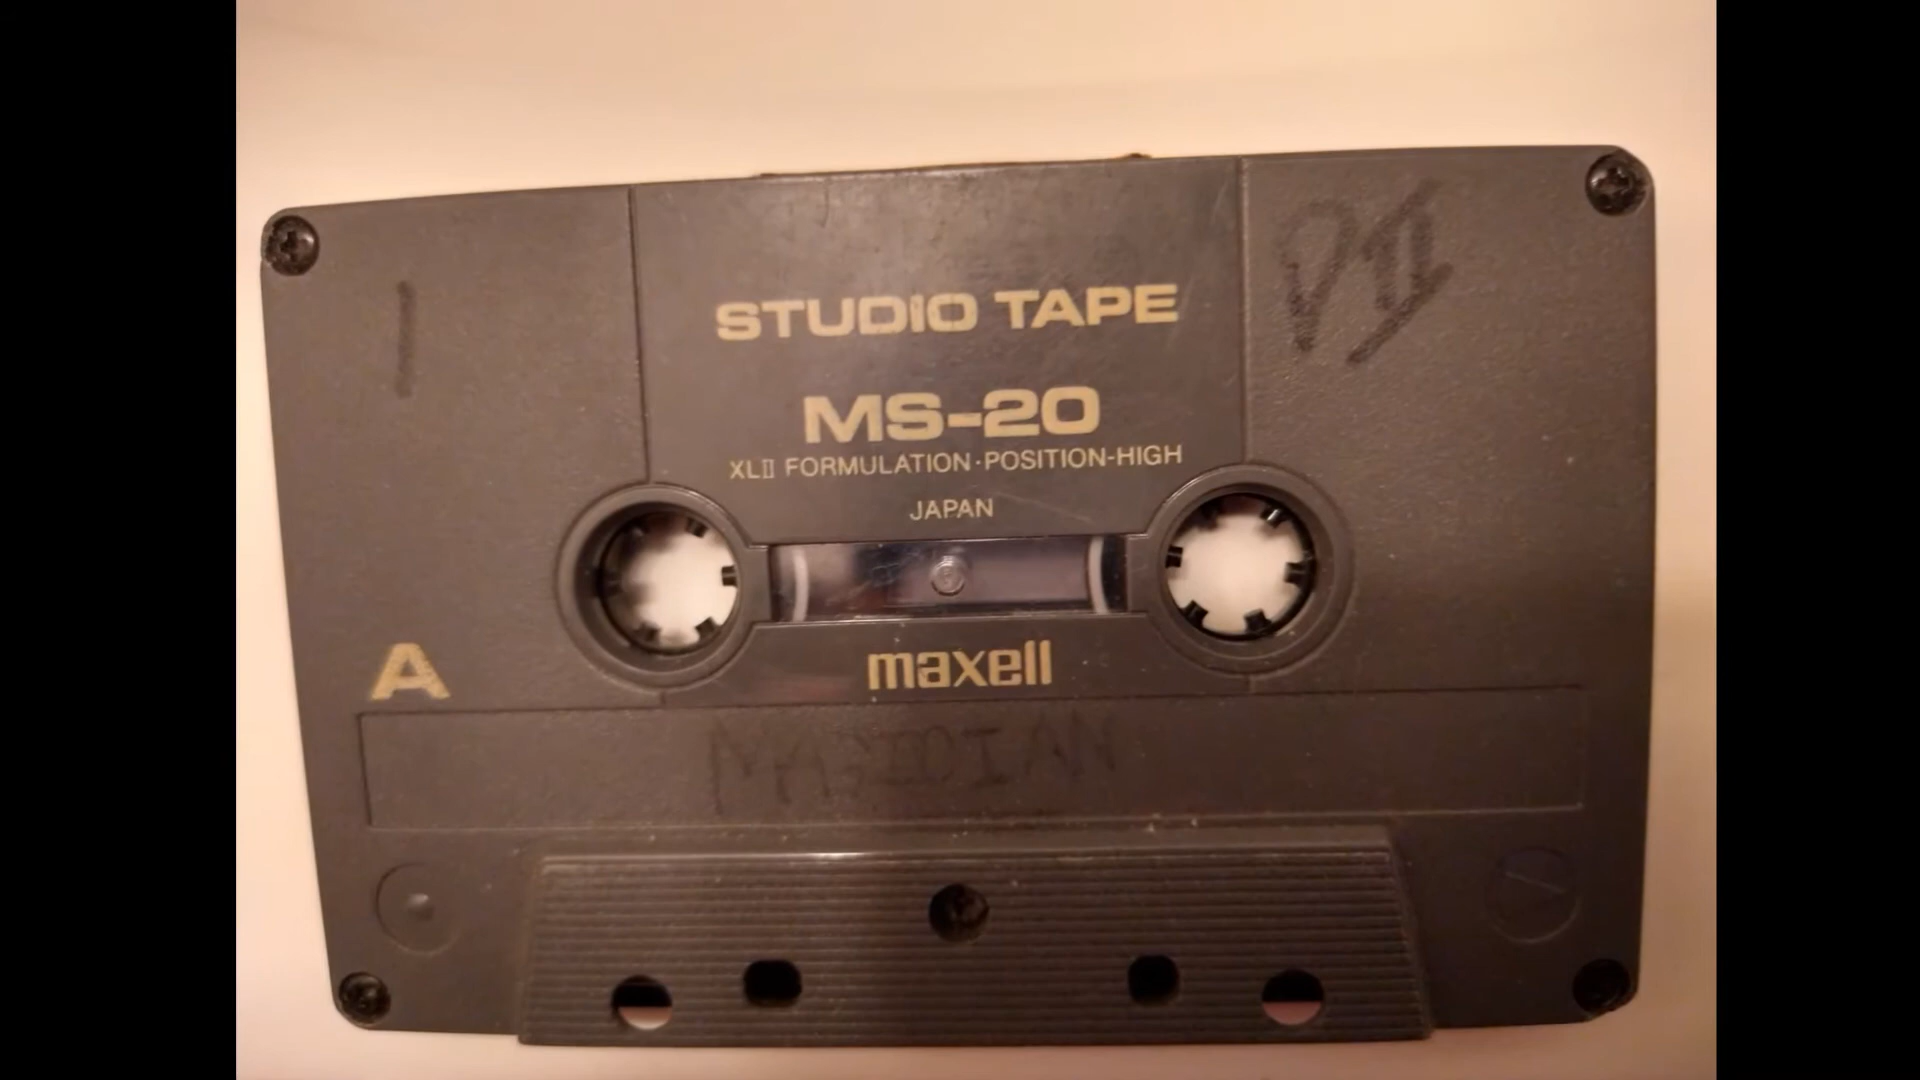 1
STUDIO TAPE
MS-20
XLII FORMULATION·POSITION-HIGH
JAPAN
A
maxell